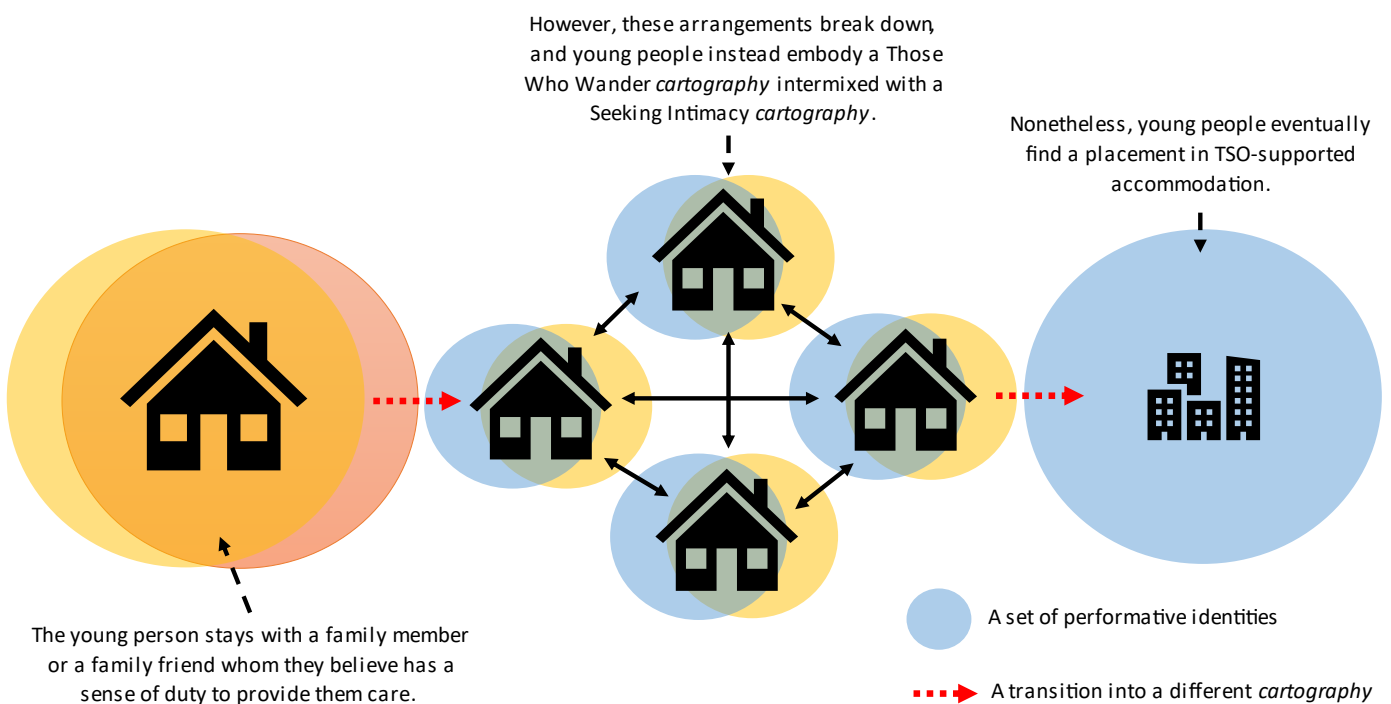 However, these arrangements break down,
and young people instead embody a Those
Who Wander cartography intermixed with a
Seeking Intimacy cartography.
Nonetheless, young people eventually
find a placement in TSO-supported
accommodation.
The young person stays with a family member
or a family friend whom they believe has a
sense of duty to provide them care.
A set of performative identities
A transition into a different cartography